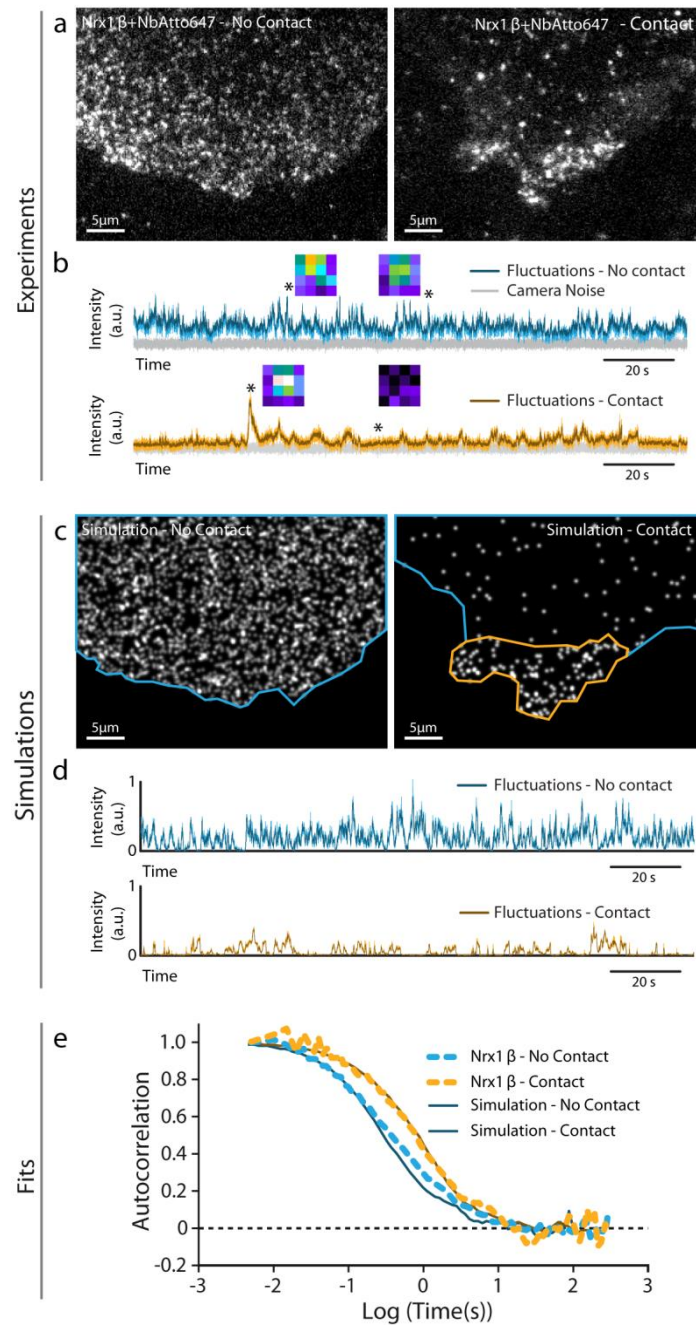 Experiments
a
Nrx1 β+NbAtto647 - No Contact
Nrx1 β+NbAtto647 - Contact
5μm
5μm
b
Fluctuations - No contact
Camera Noise
Intensity
(a.u.)
Time
20 s
Fluctuations - Contact
Intensity
(a.u.)
Time
20 s
Simulations
c
Simulation - No Contact
Simulation - Contact
5μm
5μm
d
Fluctuations - No contact
1
Intensity
(a.u.)
0
Time
20 s
Fluctuations - Contact
1
Intensity
(a.u.)
0
Time
20 s
Fits
e
Nrx1 β - No Contact
Nrx1 β - Contact
Simulation - No Contact
Simulation - Contact
Autocorrelation
1.0
0.8
0.6
0.4
0.2
0
-0.2
-3 -2 -1 0 1 2 3
Log (Time(s))